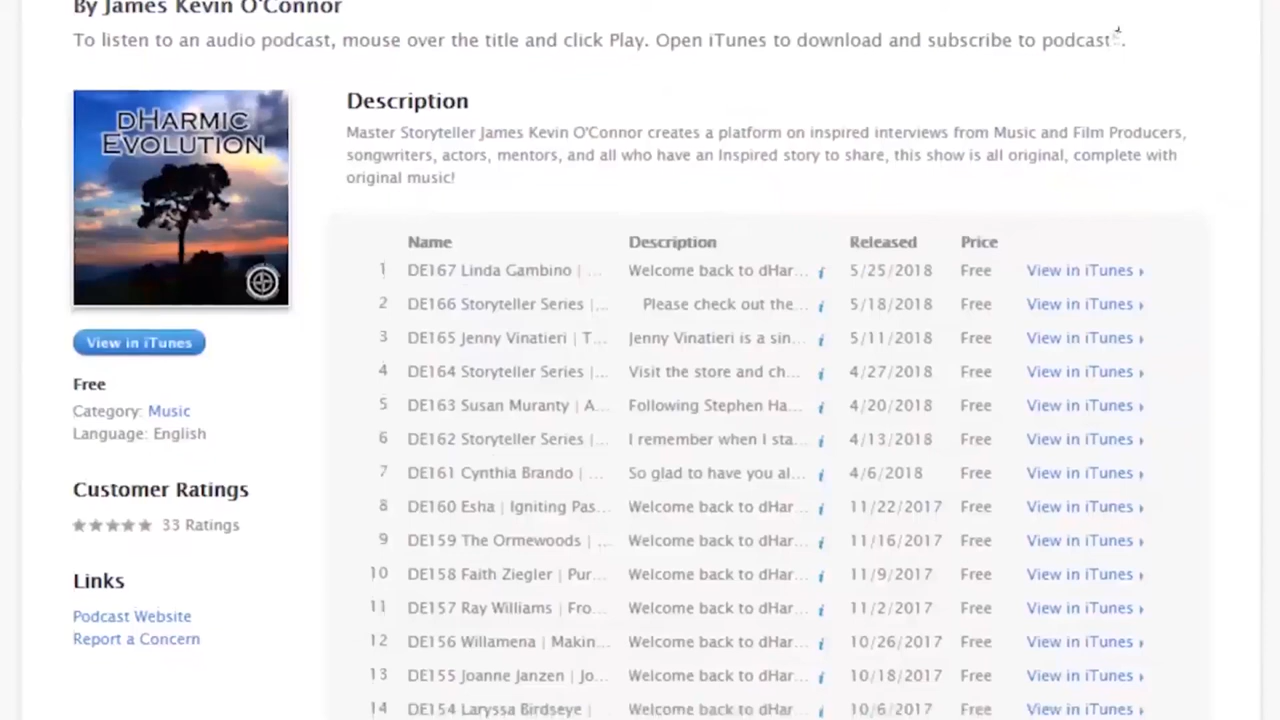 By James Kevin O'Connor
To listen to an audio podcast, mouse over the title and click Play. Open iTunes to download and subscribe to podcasts.
dHARMIC
EVOLUTION
View in iTunes
Free
Category: Music
Language: English
Customer Ratings
★★★★★ 33 Ratings
Links
Podcast Website
Report a Concern
Description
Master Storyteller James Kevin O'Connor creates a platform on inspired interviews from Music and Film Producers,
songwriters, actors, mentors, and all who have an Inspired story to share, this show is all original, complete with
original music!
Name Description Released Price
1 DE167 Linda Gambino | ... Welcome back to dHar... i 5/25/2018 Free View in iTunes
2 DE166 Storyteller Series |... Please check out the... i 5/18/2018 Free View in iTunes
3 DE165 Jenny Vinatieri | T... Jenny Vinatieri is a sin... i 5/11/2018 Free View in iTunes
4 DE164 Storyteller Series |... Visit the store and ch... i 4/27/2018 Free View in iTunes
5 DE163 Susan Muranty | A... Following Stephen Ha... i 4/20/2018 Free View in iTunes
6 DE162 Storyteller Series |... I remember when I sta... i 4/13/2018 Free View in iTunes
7 DE161 Cynthia Brando | ... So glad to have you al... i 4/6/2018 Free View in iTunes
8 DE160 Esha | Igniting Pas... Welcome back to dHar... i 11/22/2017 Free View in iTunes
9 DE159 The Ormewoods | ... Welcome back to dHar... i 11/16/2017 Free View in iTunes
10 DE158 Faith Ziegler | Pur... Welcome back to dHar... i 11/9/2017 Free View in iTunes
11 DE157 Ray Williams | Fro... Welcome back to dHar... i 11/2/2017 Free View in iTunes
12 DE156 Willamena | Makin... Welcome back to dHar... i 10/26/2017 Free View in iTunes
13 DE155 Joanne Janzen | Jo... Welcome back to dHar... i 10/18/2017 Free View in iTunes
14 DE154 Laryssa Birdseye | Welcome back to dHar... i 10/6/2017 Free View in iTunes